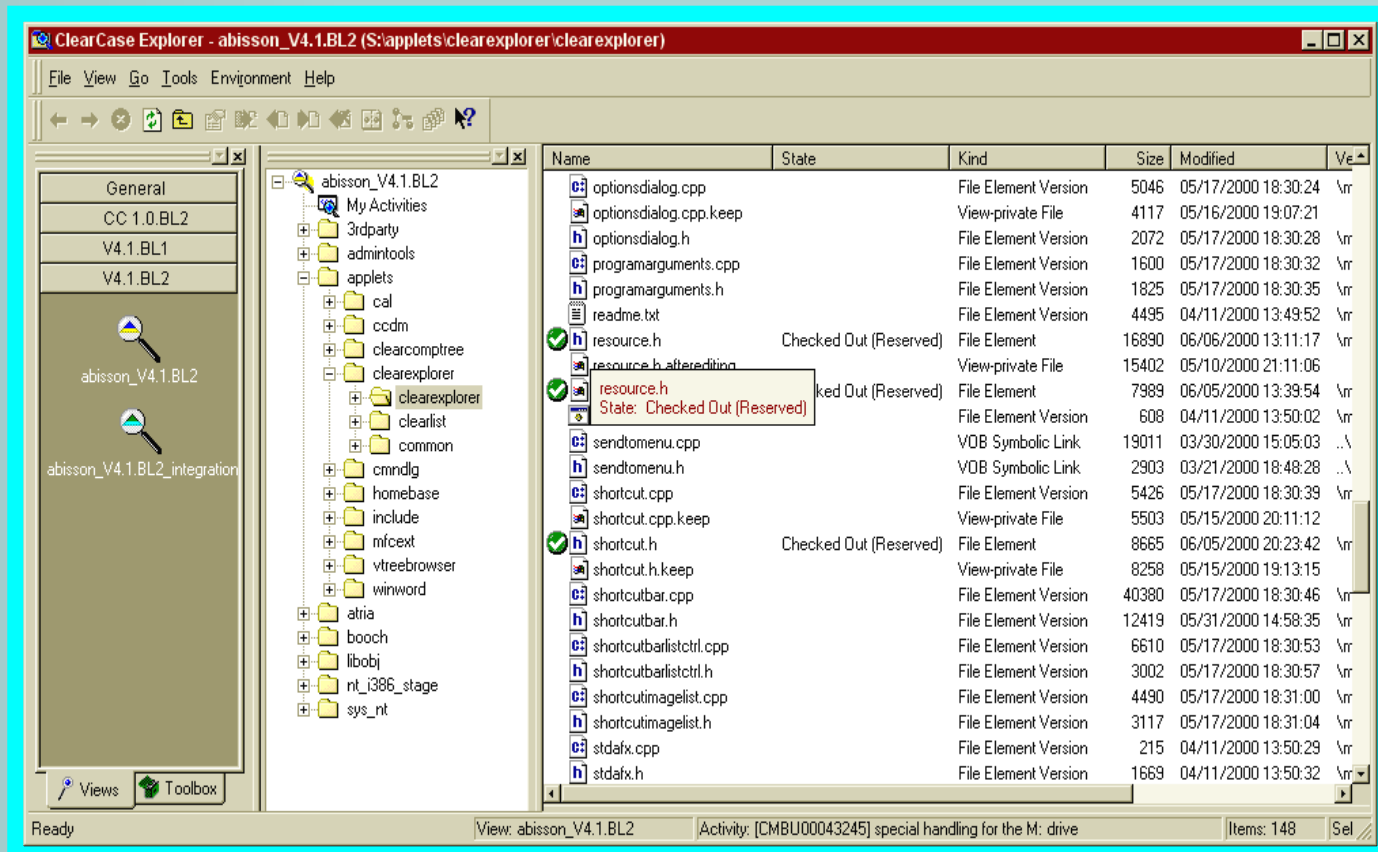 ClearCase Explorer - abisson_V4.1.BL2 (S:\applets\clearexplorer\clearexplorer)
File View Go Tools Environment Help
General
CC 1.0.BL2
V4.1.BL1
V4.1.BL2
abisson_V4.1.BL2
abisson_V4.1.BL2_integration
Views Toolbox
abisson_V4.1.BL2
My Activities
3rdparty
admintools
applets
cal
ccdm
clearcomptree
clearexplorer
clearexplorer
clearlist
common
cmndlg
homebase
include
mfcext
vtreebrowser
winword
atria
booch
libobj
nt_i386_stage
sys_nt
Name State Kind Size Modified
optionsdialog.cpp File Element Version 5046 05/17/2000 18:30:24
optionsdialog.cpp.keep View-private File 4117 05/16/2000 19:07:21
optionsdialog.h File Element Version 2072 05/17/2000 18:30:28
programarguments.cpp File Element Version 1600 05/17/2000 18:30:32
programarguments.h File Element Version 1825 05/17/2000 18:30:35
readme.txt File Element Version 4495 04/11/2000 13:49:52
resource.h Checked Out (Reserved) File Element 16890 06/06/2000 13:11:17
resource.h.afterediting View-private File 15402 05/10/2000 21:11:06
resource.h
State: Checked Out (Reserved)
ked Out (Reserved) File Element 7989 06/05/2000 13:39:54
File Element Version 608 04/11/2000 13:50:02
sendtomenu.cpp VOB Symbolic Link 19011 03/30/2000 15:05:03 ..\
sendtomenu.h VOB Symbolic Link 2903 03/21/2000 18:48:28 ..\
shortcut.cpp File Element Version 5426 05/17/2000 18:30:39
shortcut.cpp.keep View-private File 5503 05/15/2000 20:11:12
shortcut.h Checked Out (Reserved) File Element 8665 06/05/2000 20:23:42
shortcut.h.keep View-private File 8258 05/15/2000 19:13:15
shortcutbar.cpp File Element Version 40380 05/17/2000 18:30:46
shortcutbar.h File Element Version 12419 05/31/2000 14:58:35
shortcutbarlistctrl.cpp File Element Version 6610 05/17/2000 18:30:53
shortcutbarlistctrl.h File Element Version 3002 05/17/2000 18:30:57
shortcutimagelist.cpp File Element Version 4490 05/17/2000 18:31:00
shortcutimagelist.h File Element Version 3117 05/17/2000 18:31:04
stdafx.cpp File Element Version 215 04/11/2000 13:50:29
stdafx.h File Element Version 1669 04/11/2000 13:50:32
Ready View: abisson_V4.1.BL2 Activity: [CMBU00043245] special handling for the M: drive Items: 148 Sel